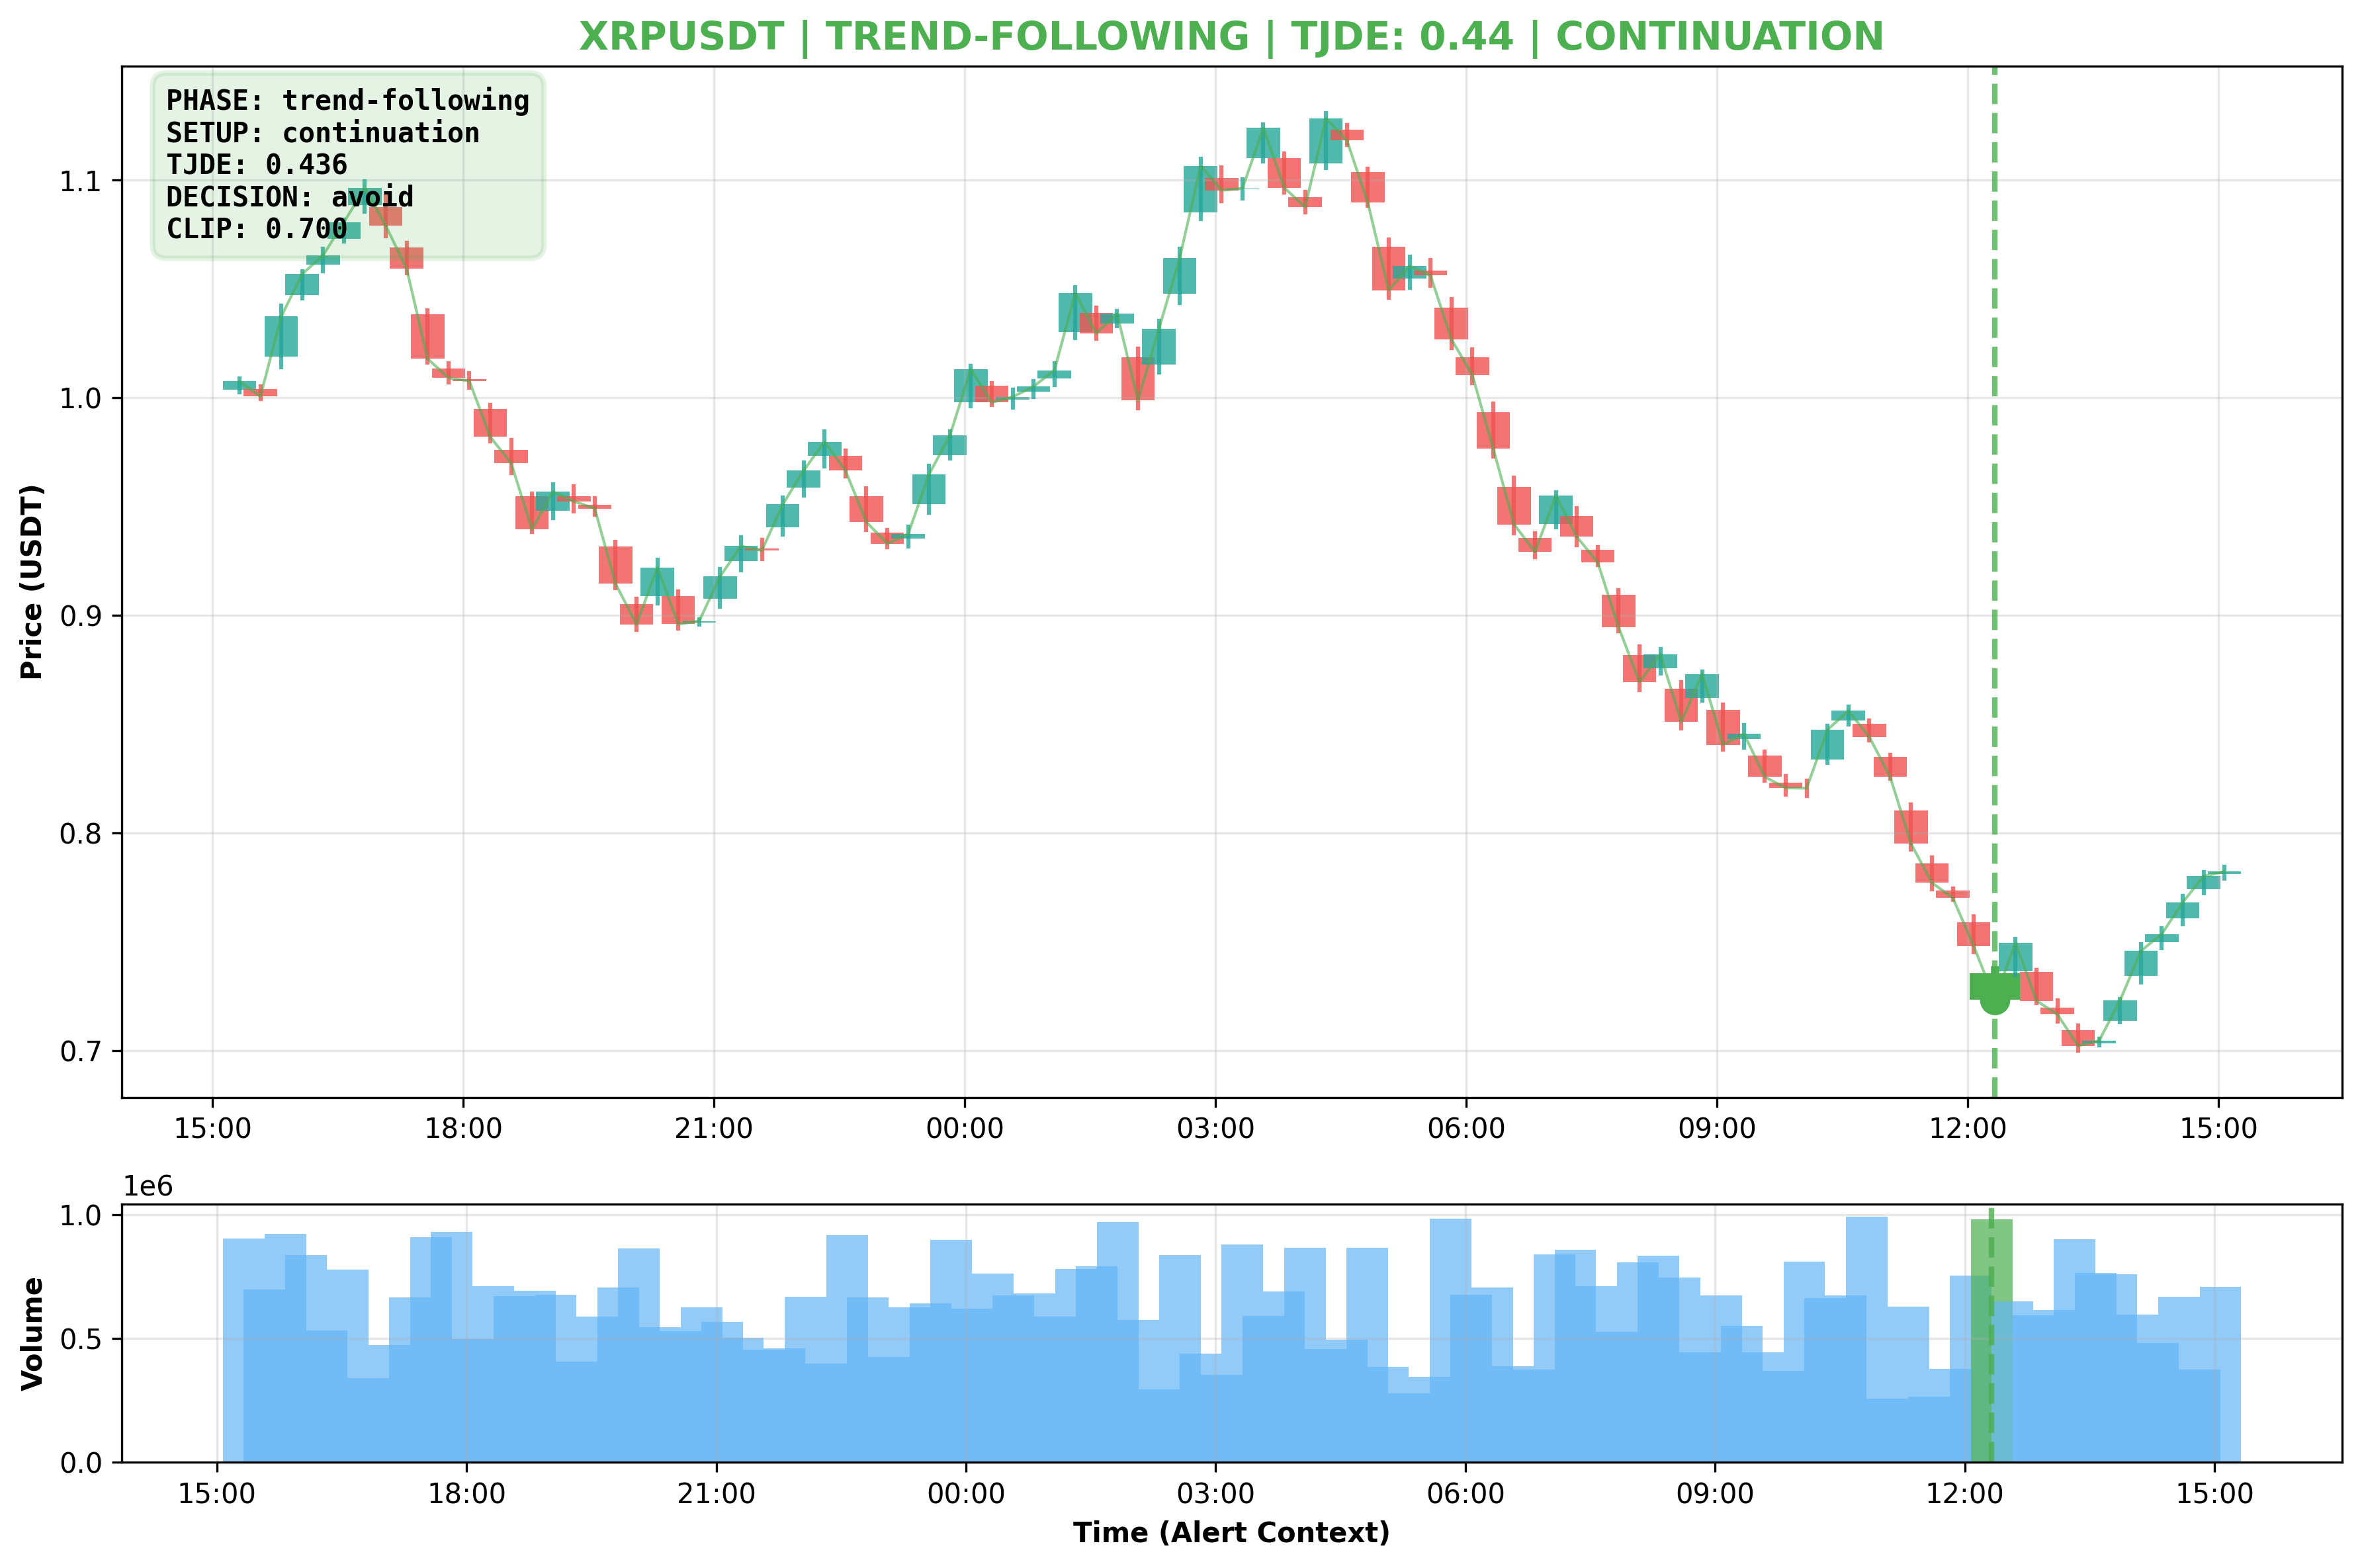 XRPUSDT | TREND-FOLLOWING | TJDE: 0.44 | CONTINUATION
PHASE: trend-following
SETUP: continuation
TJDE: 0.436
DECISION: avoid
CLIP: 0.700
Price (USDT)
1.1
1.0
0.9
0.8
0.7
15:00 18:00 21:00 00:00 03:00 06:00 09:00 12:00 15:00
1e6
Volume
1.0
0.5
0.0
15:00 18:00 21:00 00:00 03:00 06:00 09:00 12:00 15:00
Time (Alert Context)